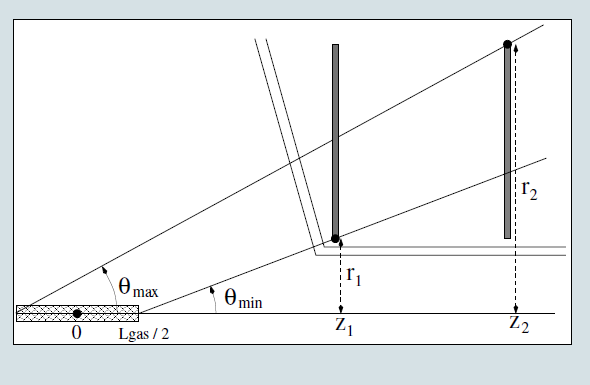 r₂
θmax
θmin
r₁
0
Lgas / 2
z₁
z₂